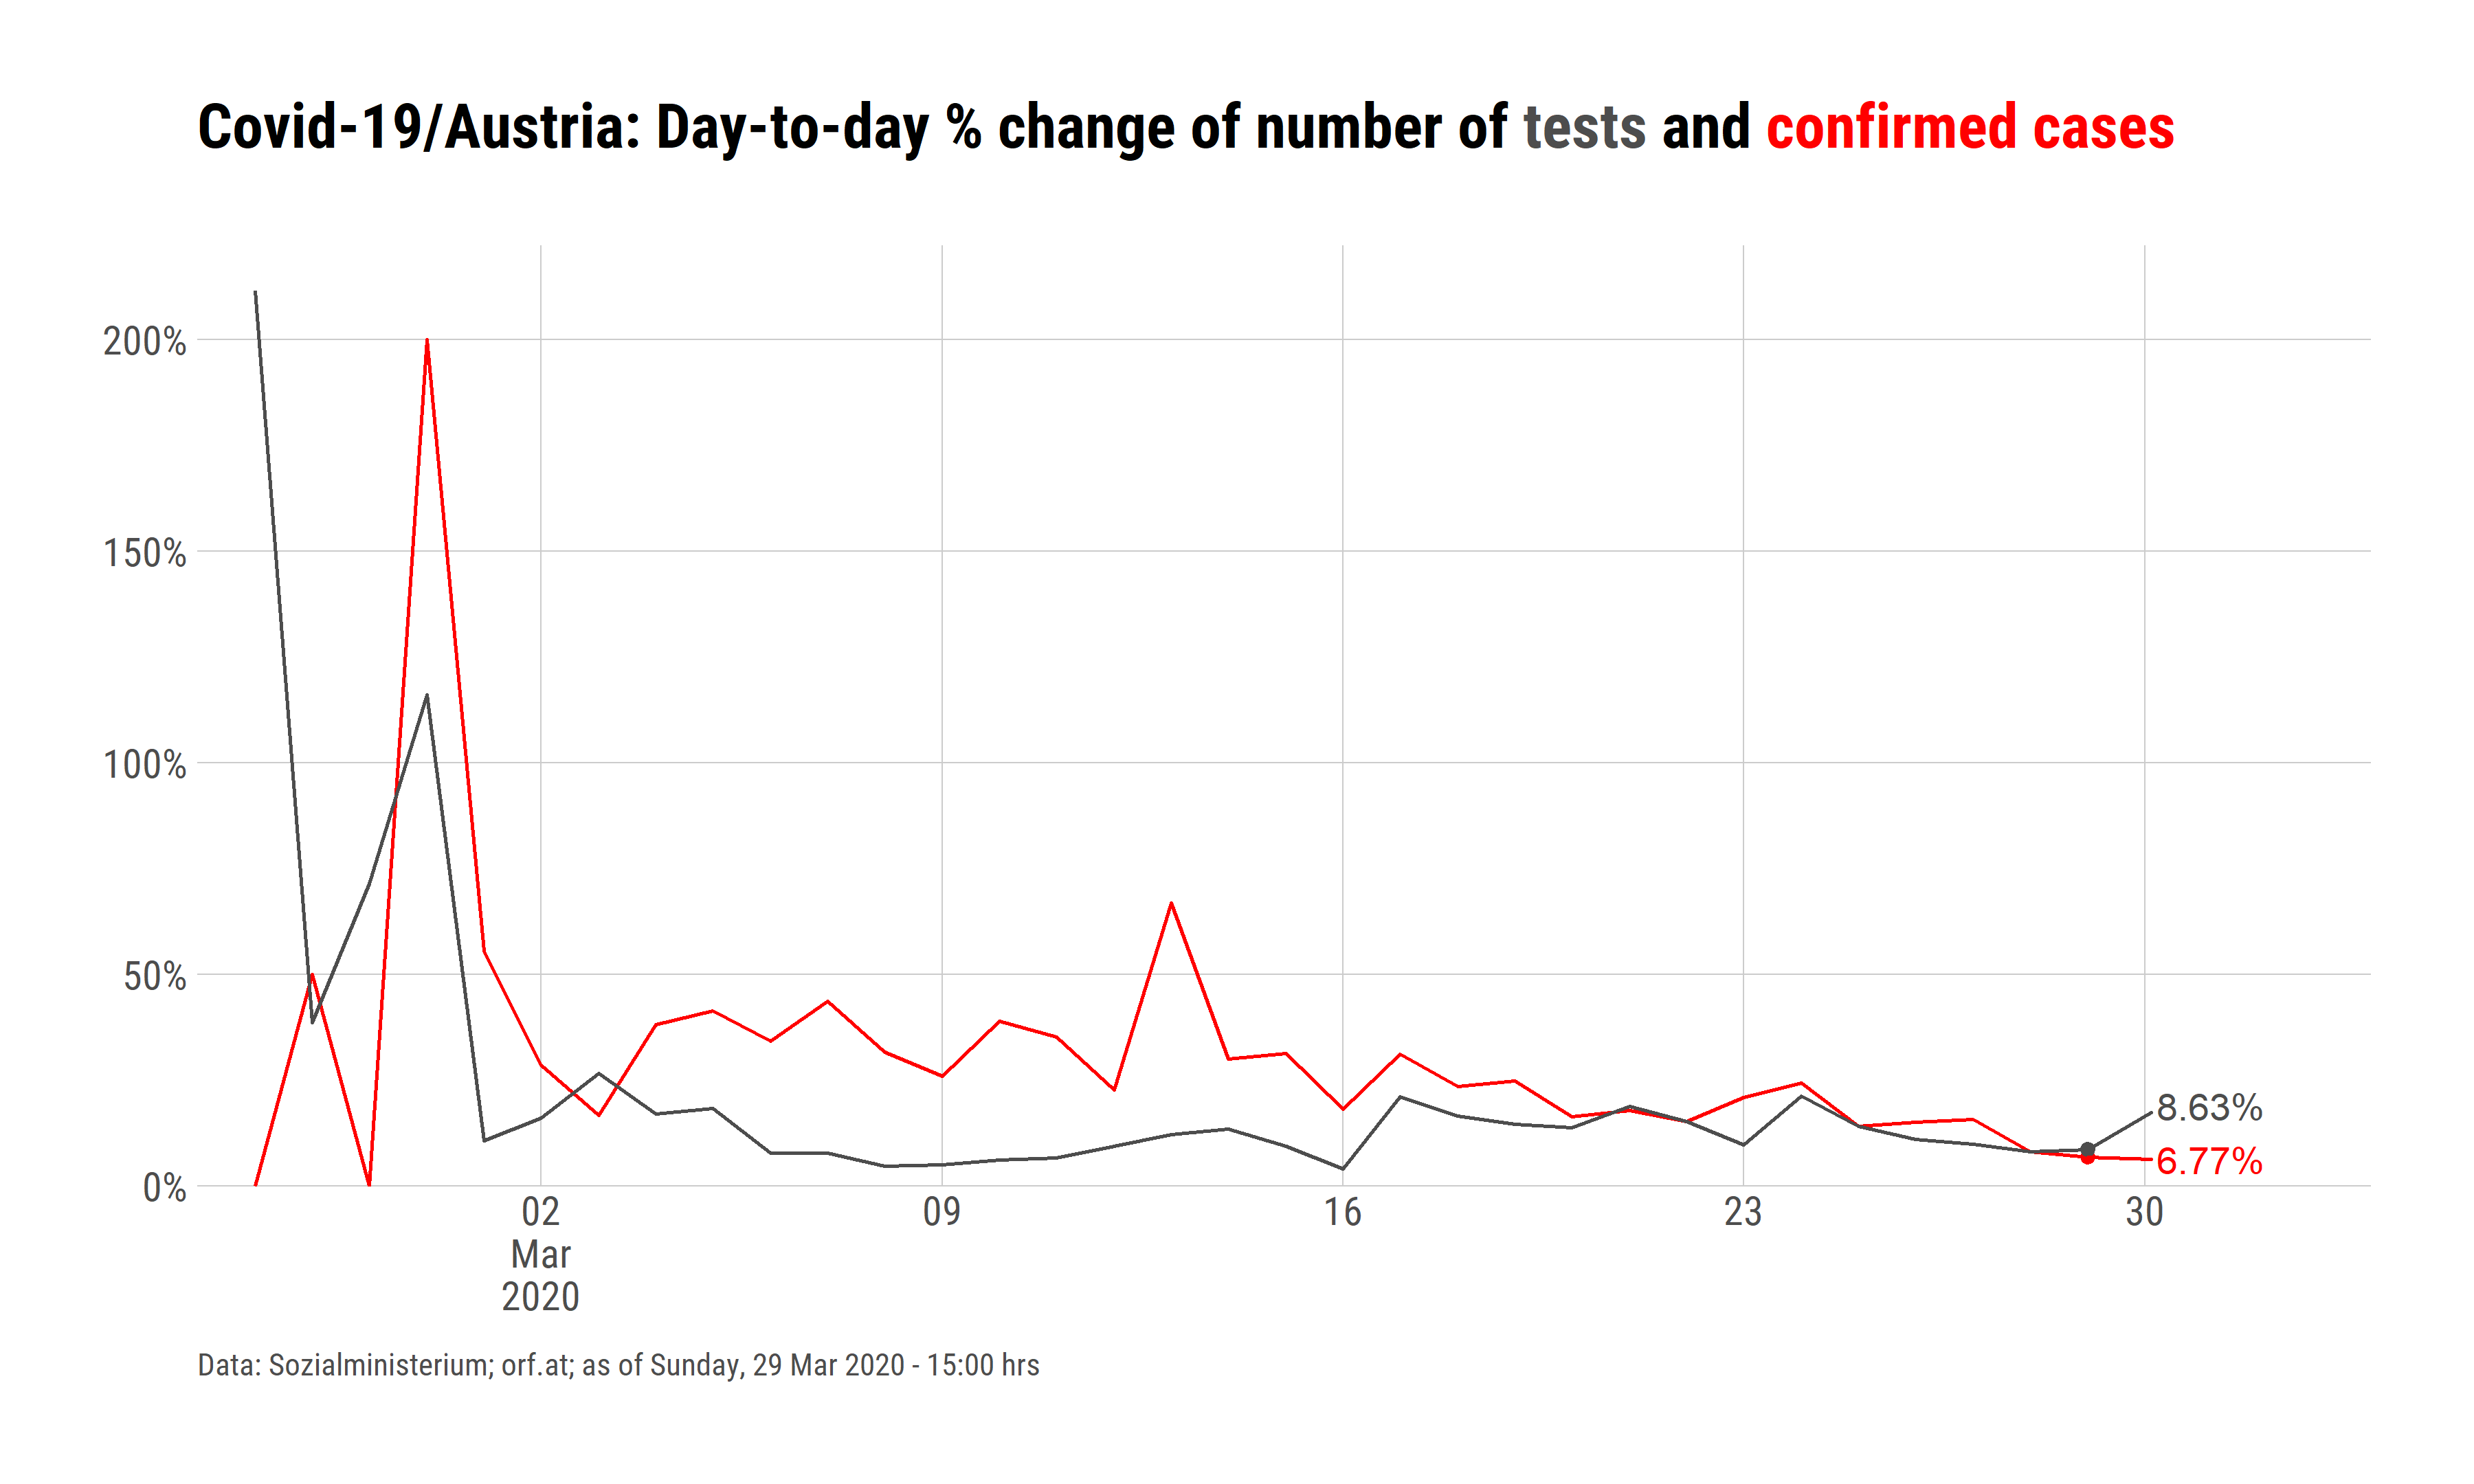 Covid-19/Austria: Day-to-day % change of number of tests and confirmed cases
200%
150%
100%
50%
0%
8.63%
6.77%
02 09 16 23 30
Mar
2020
Data: Sozialministerium; orf.at; as of Sunday, 29 Mar 2020 - 15:00 hrs